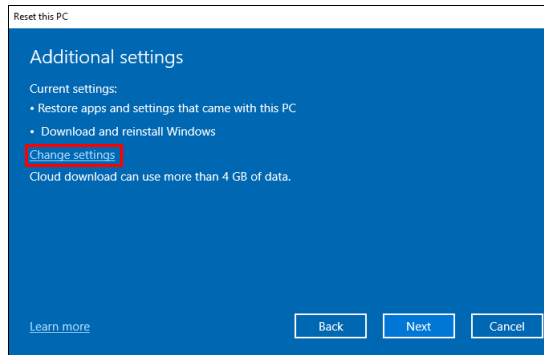 Reset this PC
Additional settings
Current settings:
• Restore apps and settings that came with this PC
• Download and reinstall Windows
Change settings
Cloud download can use more than 4 GB of data.
Learn more
Back
Next
Cancel